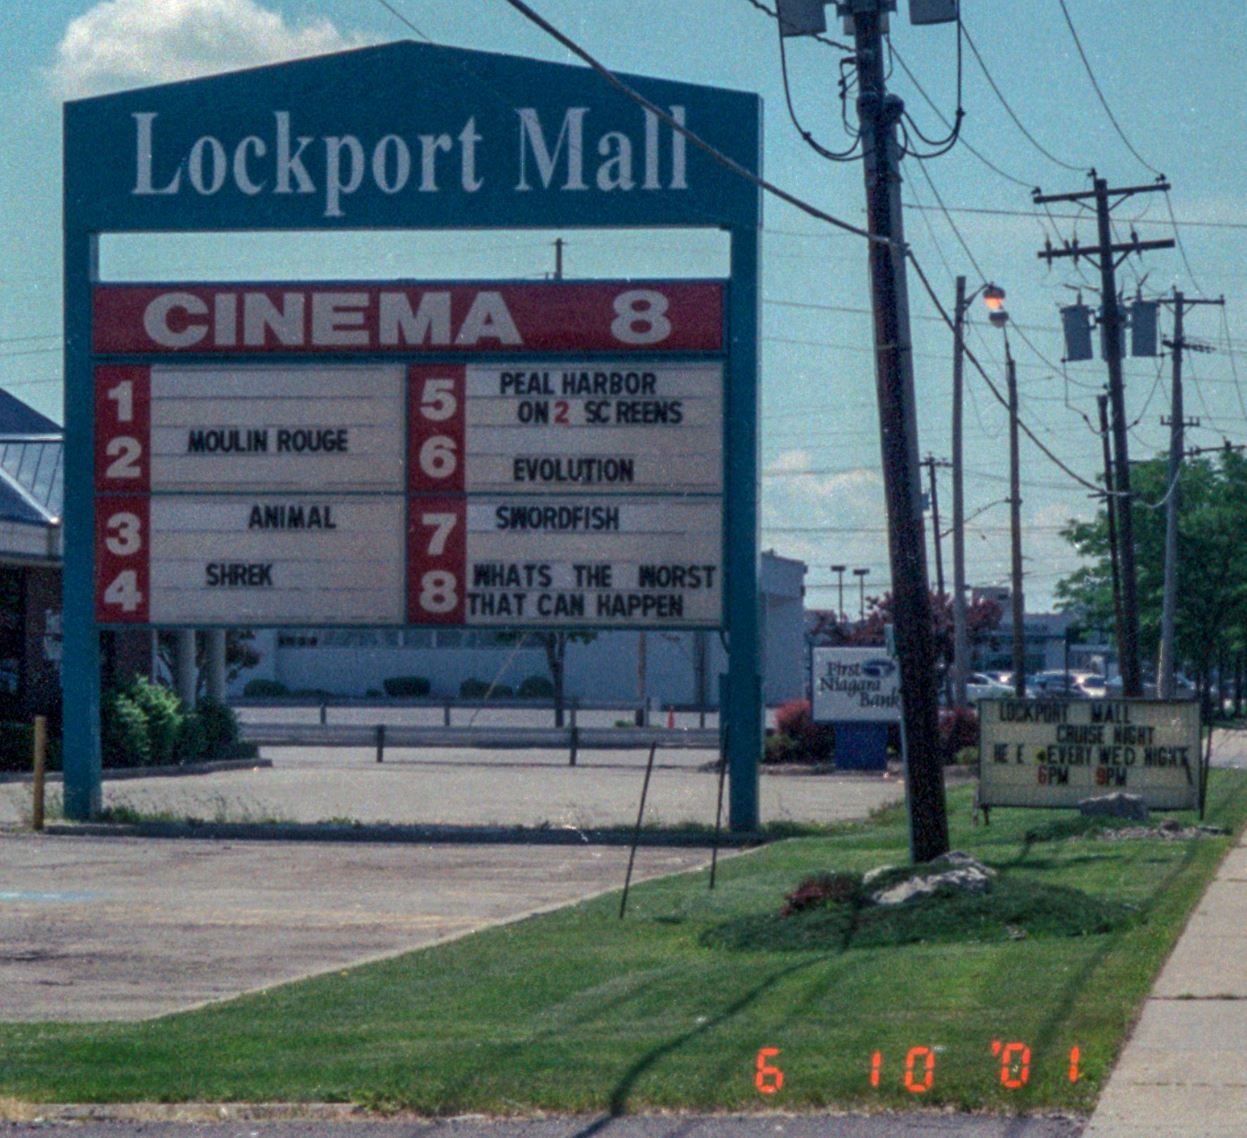 Lockport Mall
CINEMA 8
1
2 MOULIN ROUGE
3 ANIMAL
4 SHREK
5 PEAL HARBOR
ON 2 SCREENS
6 EVOLUTION
7 SWORDFISH
8 WHATS THE WORST
THAT CAN HAPPEN
First
Niagara
Bank
LOCKPORT MALL
CRUISE NIGHT
EVERY WED NIGHT
6PM 9PM
6 10 '01